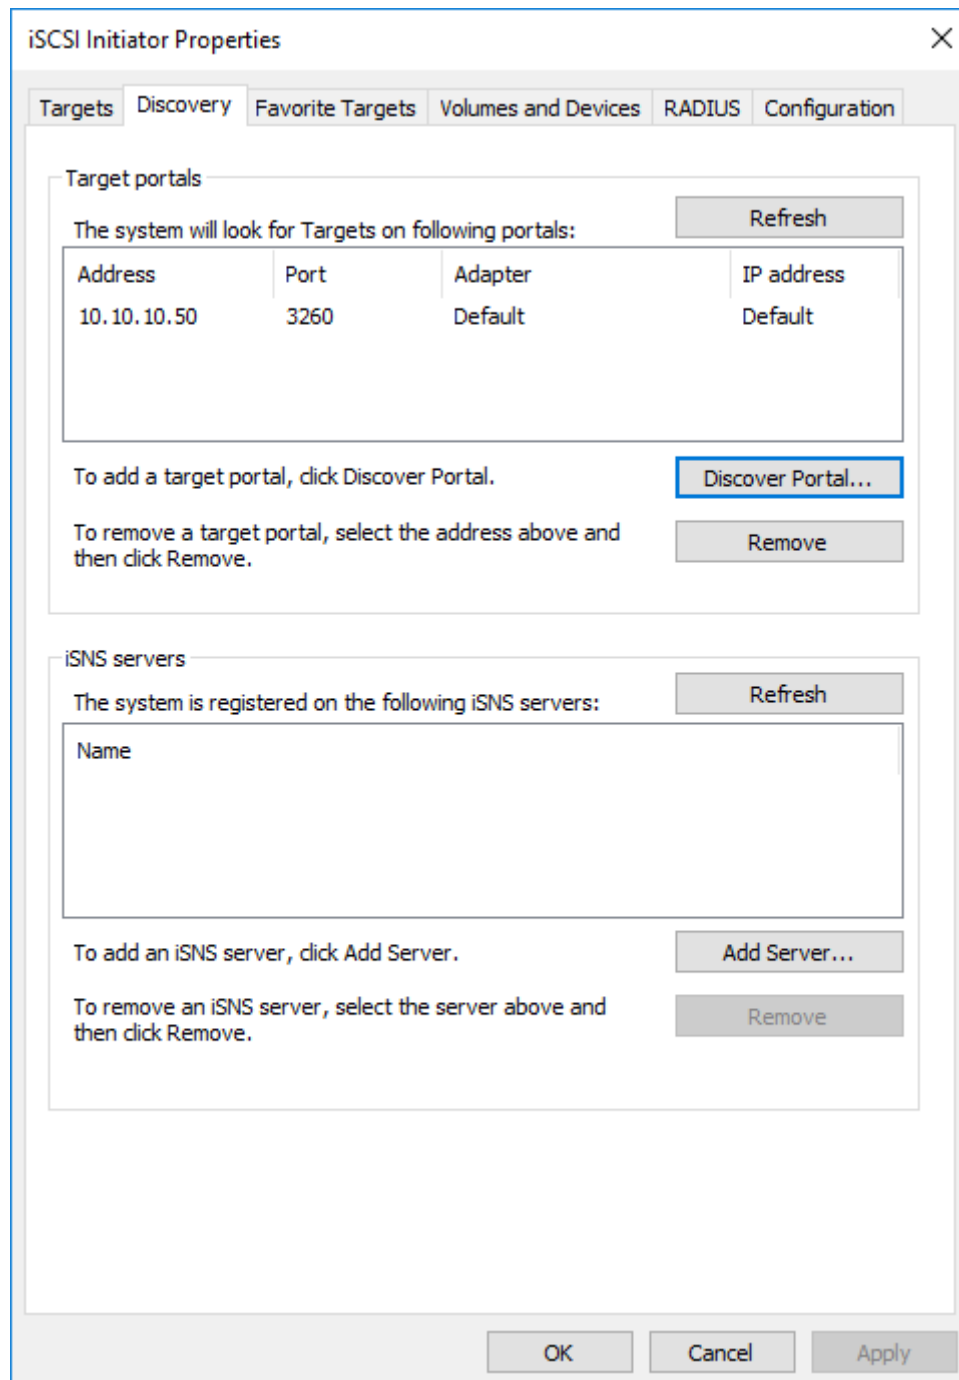 iSCSI Initiator Properties
Targets Discovery Favorite Targets Volumes and Devices RADIUS Configuration
Target portals
The system will look for Targets on following portals: Refresh
Address Port Adapter IP address
10.10.10.50 3260 Default Default
To add a target portal, click Discover Portal. Discover Portal...
To remove a target portal, select the address above and
then click Remove.
Remove
iSNS servers
The system is registered on the following iSNS servers: Refresh
Name
To add an iSNS server, click Add Server. Add Server...
To remove an iSNS server, select the server above and
then click Remove.
Remove
OK Cancel Apply